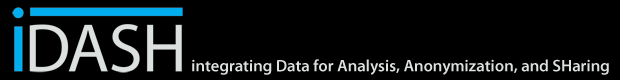 iDASH integrating Data for Analysis, Anonymization, and SHaring